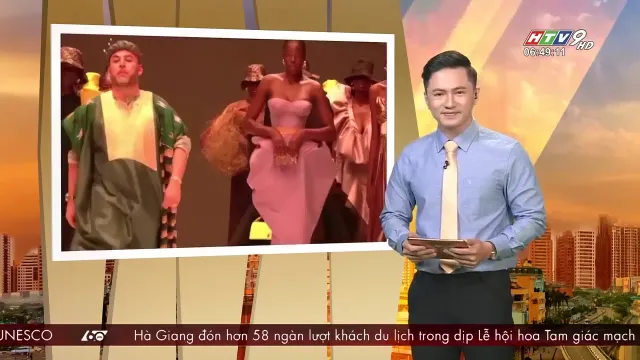 HTV9 HD
06:49:11
UNESCO 60 Hà Giang đón hơn 58 ngàn lượt khách du lịch trong dịp Lễ hội hoa Tam giác mạch